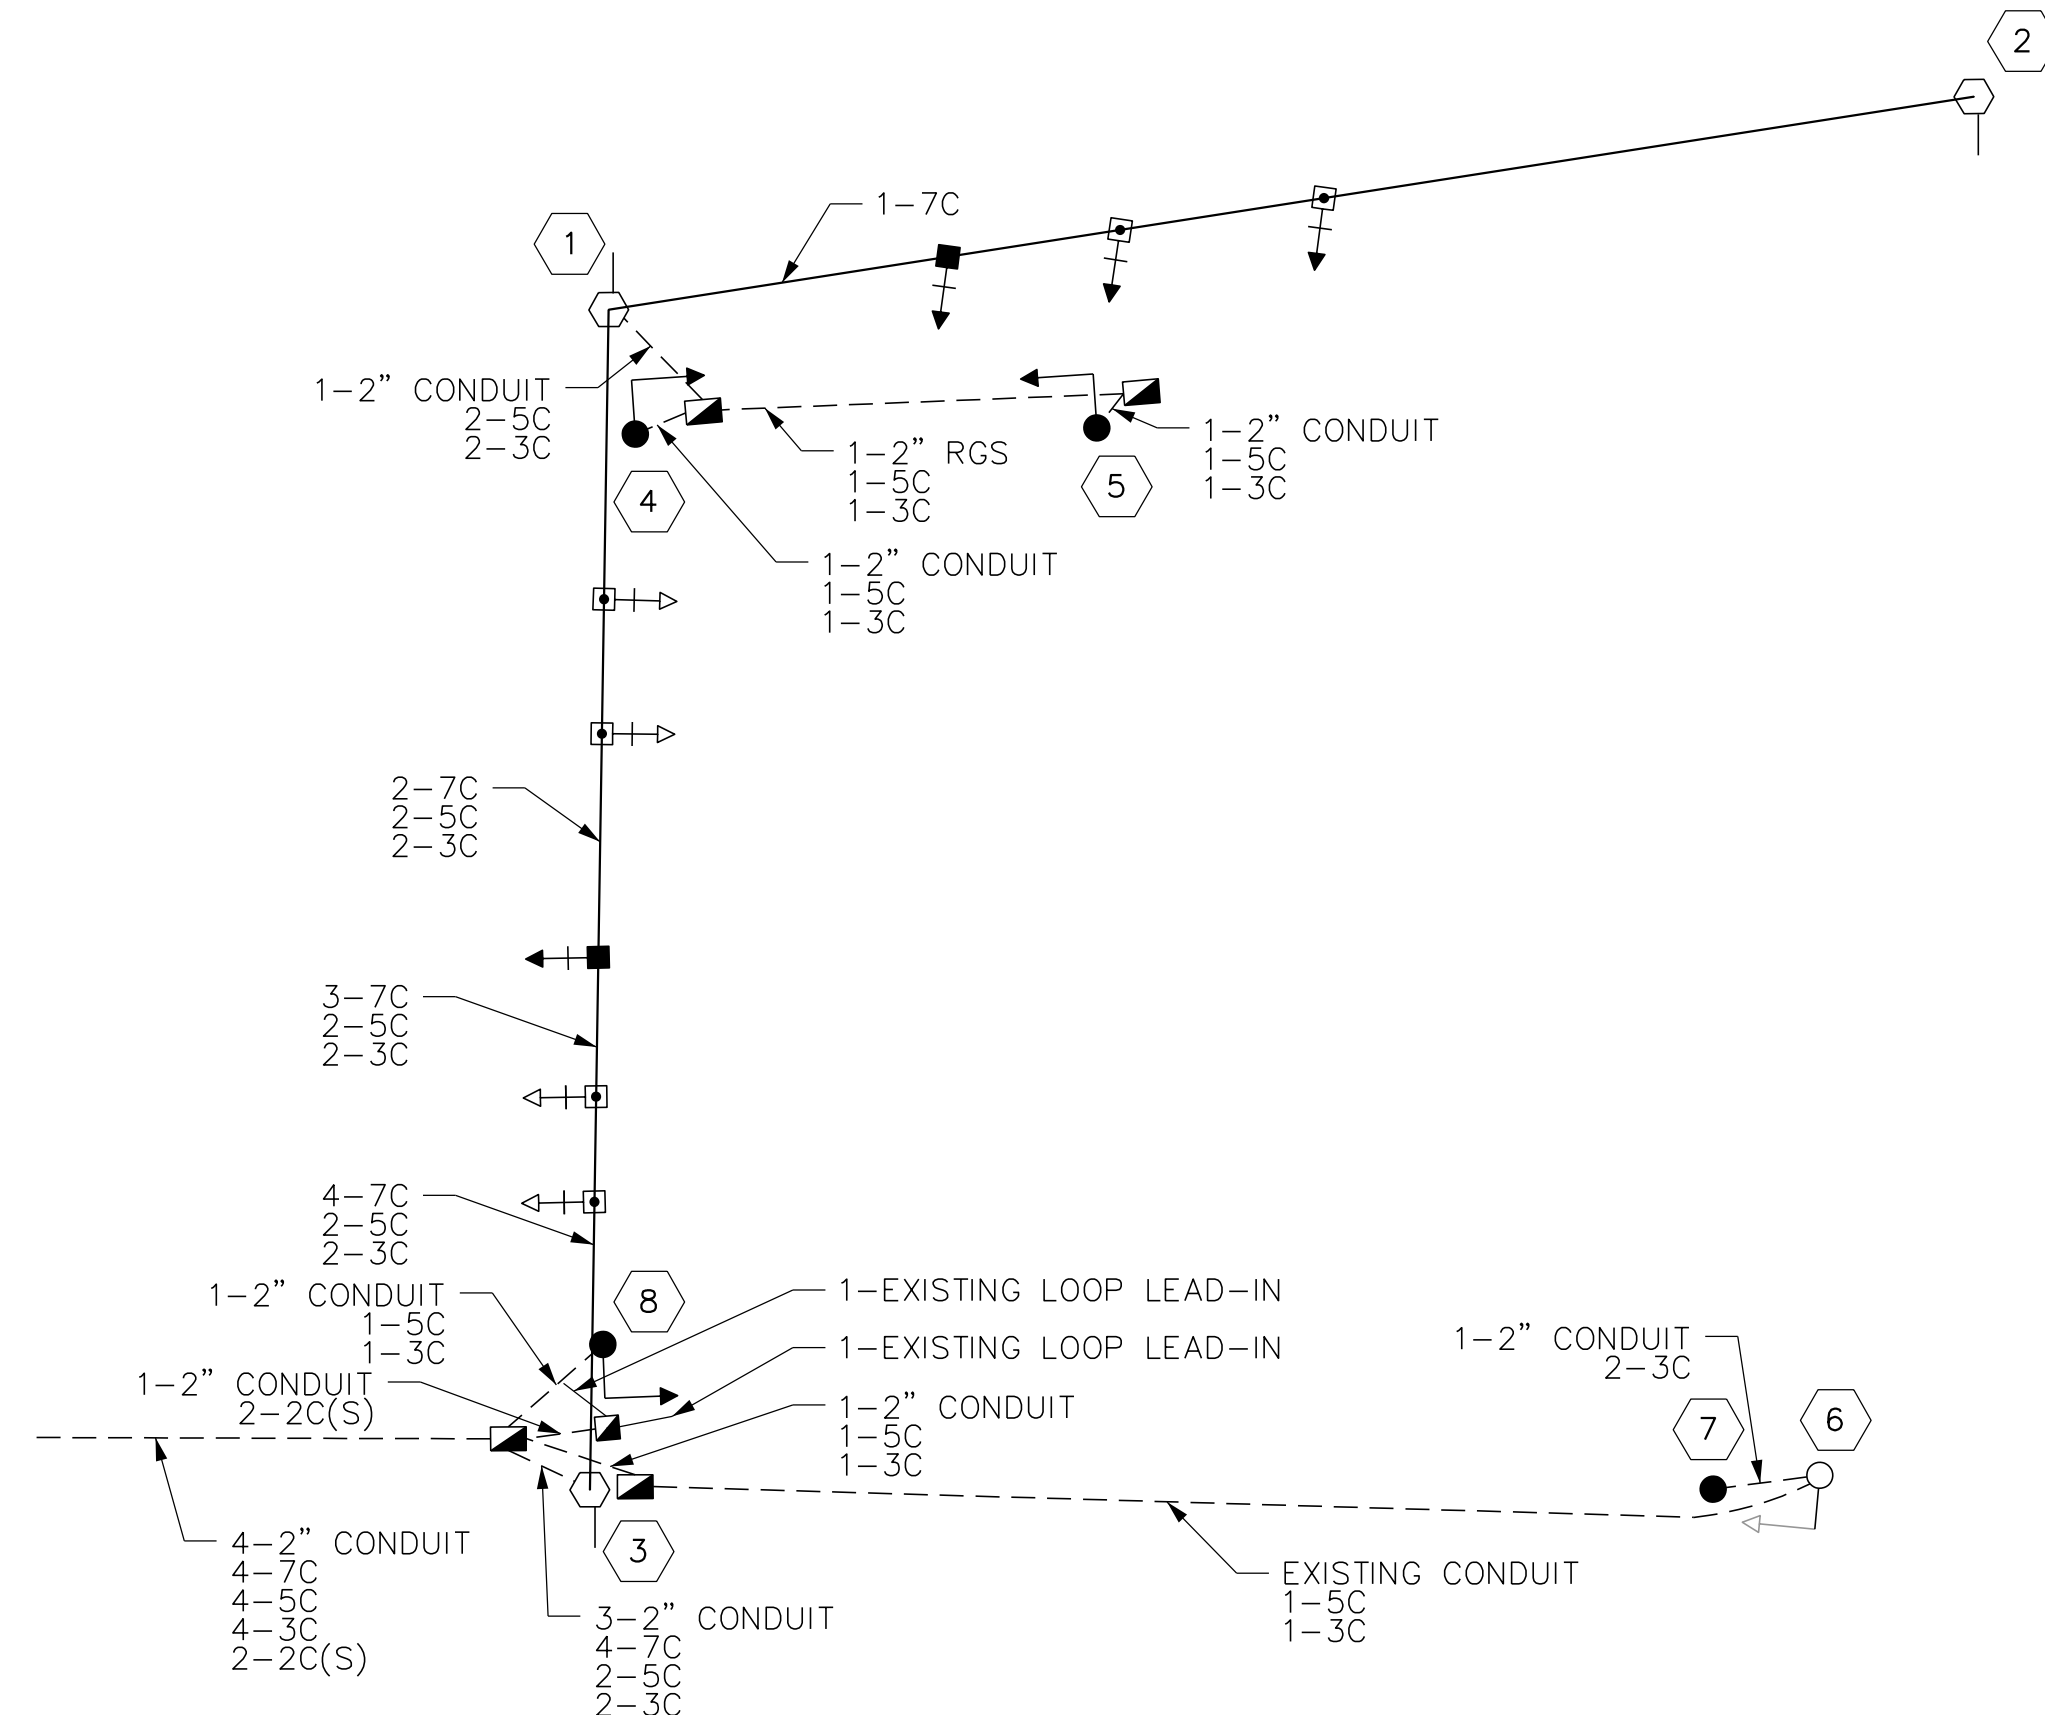 2
1-7C
1
1-2” CONDUIT
2-5C
2-3C
1-2” RGS
1-5C
1-3C
1-2” CONDUIT
1-5C
1-3C
4
5
1-2” CONDUIT
1-5C
1-3C
2-7C
2-5C
2-3C
3-7C
2-5C
2-3C
4-7C
2-5C
2-3C
1-2” CONDUIT
1-5C
1-3C
8
1-EXISTING LOOP LEAD-IN
1-EXISTING LOOP LEAD-IN
1-2” CONDUIT
2-2C(S)
1-2” CONDUIT
1-5C
1-3C
1-2” CONDUIT
2-3C
7
6
4-2” CONDUIT
4-7C
4-5C
4-3C
2-2C(S)
3
3-2” CONDUIT
4-7C
2-5C
2-3C
EXISTING CONDUIT
1-5C
1-3C